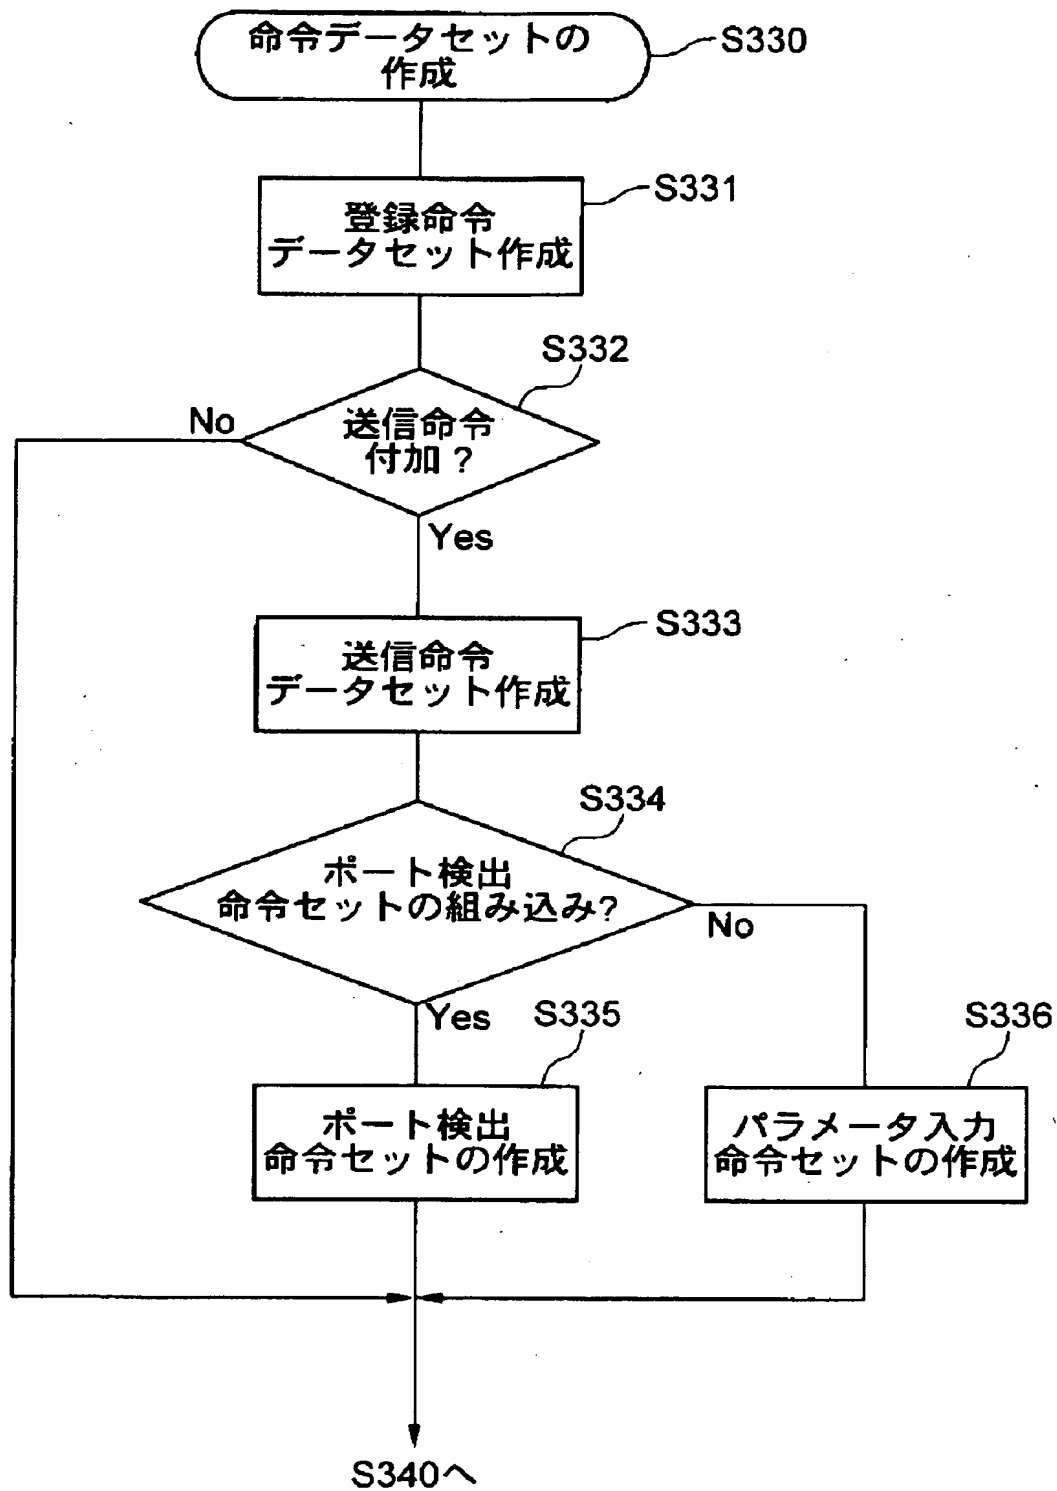 命令データセットの
作成
S330
S331
登録命令
データセット作成
S332
No
送信命令
付加？
Yes
S333
送信命令
データセット作成
S334
ポート検出
命令セットの組み込み?
No
Yes
S335
S336
ポート検出
命令セットの作成
パラメータ入力
命令セットの作成
S340へ